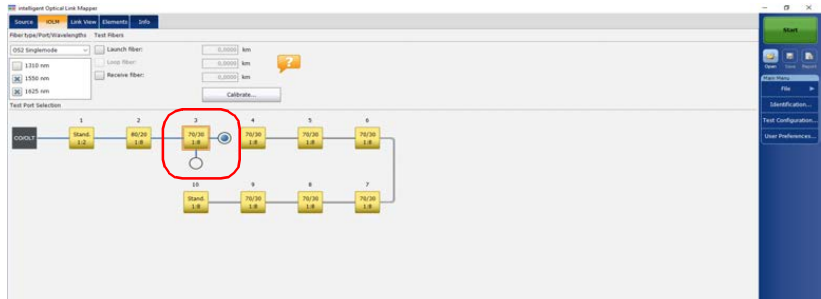 intelligent Optical Link Mapper
Source iOLM Link View Elements Info
Fiber type/Port/Wavelengths Test Fibers
OS2 Singlemode
Launch fiber: 0.0000 km
1310 nm
Loop fiber: 0.0000 km
1550 nm
Receive fiber: 0.0000 km
1625 nm
Calibrate...
Test Port Selection
1 2 3 4 5 6
CO/OLT Stand. 1:2 80/20 1:8 70/30 1:8 70/30 1:8 70/30 1:8 70/30 1:8
10 9 8 7
Stand. 1:8 70/30 1:8 70/30 1:8 70/30 1:8
Start
Open Save Report
Main Menu
File
Identification...
Test Configuration...
User Preferences...